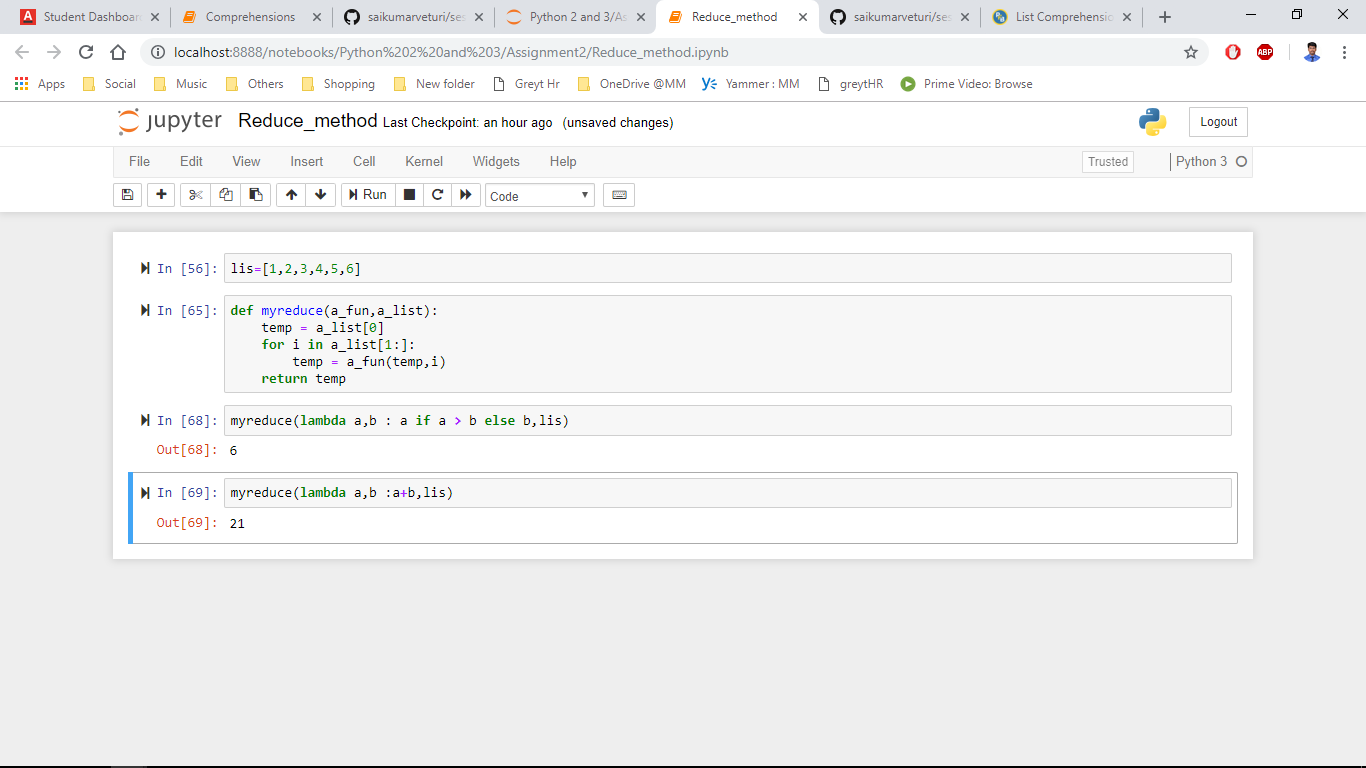 Student Dashboar
Comprehensions
saikumarveturi/ses
Python 2 and 3/As
Reduce_method
saikumarveturi/ses
List Comprehensio
localhost:8888/notebooks/Python%202%20and%203/Assignment2/Reduce_method.ipynb
ABP
Apps
Social
Music
Others
Shopping
New folder
Greyt Hr
OneDrive @MM
Yammer : MM
greytHR
Prime Video: Browse
jupyter Reduce_method Last Checkpoint: an hour ago (unsaved changes)
Logout
File Edit View Insert Cell Kernel Widgets Help
Trusted
Python 3
Run
Code
In [56]: lis=[1,2,3,4,5,6]
In [65]: def myreduce(a_fun,a_list):
temp = a_list[0]
for i in a_list[1:]:
temp = a_fun(temp,i)
return temp
In [68]: myreduce(lambda a,b : a if a > b else b,lis)
Out[68]: 6
In [69]: myreduce(lambda a,b :a+b,lis)
Out[69]: 21